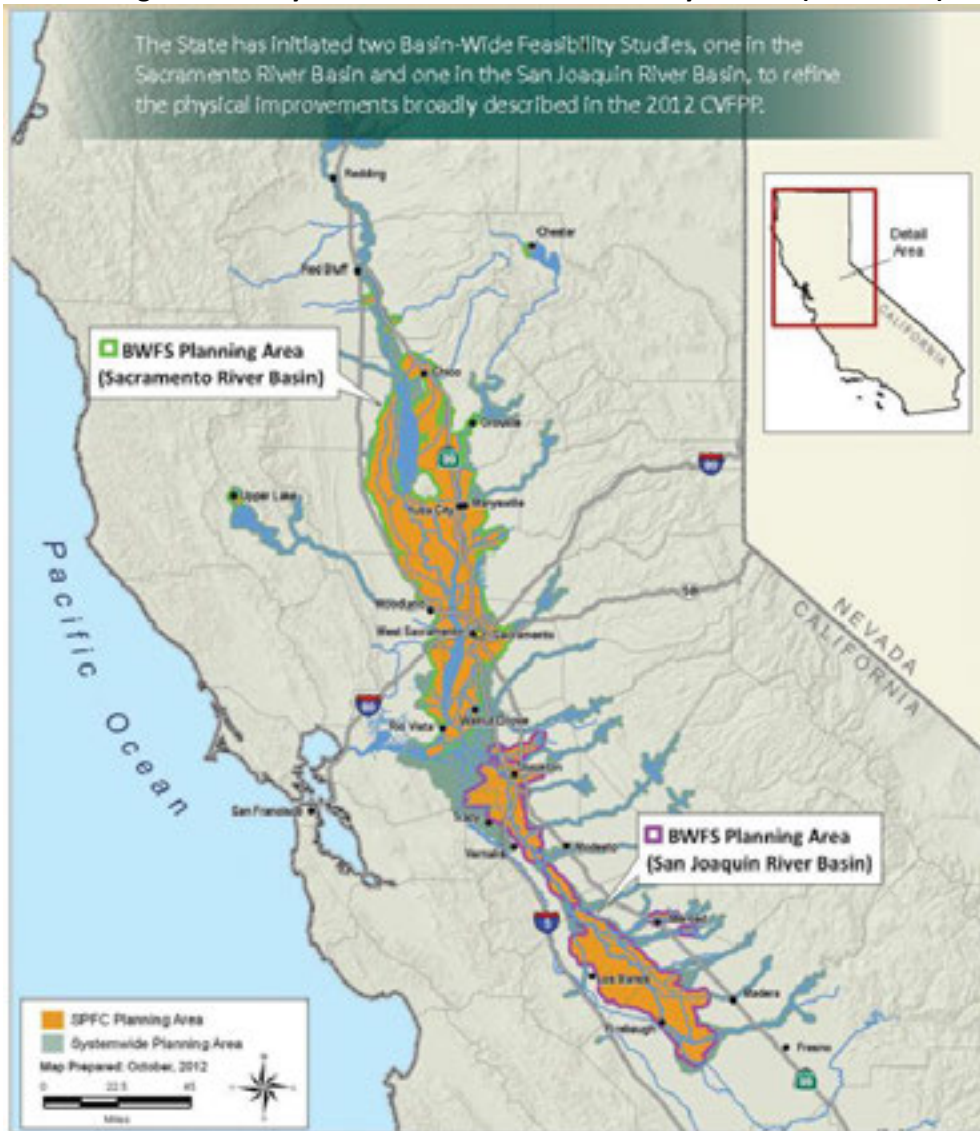 The State has initiated two Basin-Wide Feasibility Studies, one in the
Sacramento River Basin and one in the San Joaquin River Basin, to refine
the physical improvements broadly described in the 2012 CVFPP.
Redding
Chester
Red Bluff
Detail
Area
CALIFORNIA
BWFS Planning Area
(Sacramento River Basin)
Chico
Oroville
99
80
Upper Lake
Yuba City
Marysville
Woodland
50
West Sacramento
Sacramento
NEVADA
CALIFORNIA
Pacific Ocean
80
Rio Vista
Walnut Grove
Stockton
San Francisco
Tracy
Vernalis
Modesto
BWFS Planning Area
(San Joaquin River Basin)
5
Merced
Los Banos
Madera
Firebaugh
Fresno
99
SPFC Planning Area
Systemwide Planning Area
Map Prepared: October, 2012
0 22.5 45
Miles